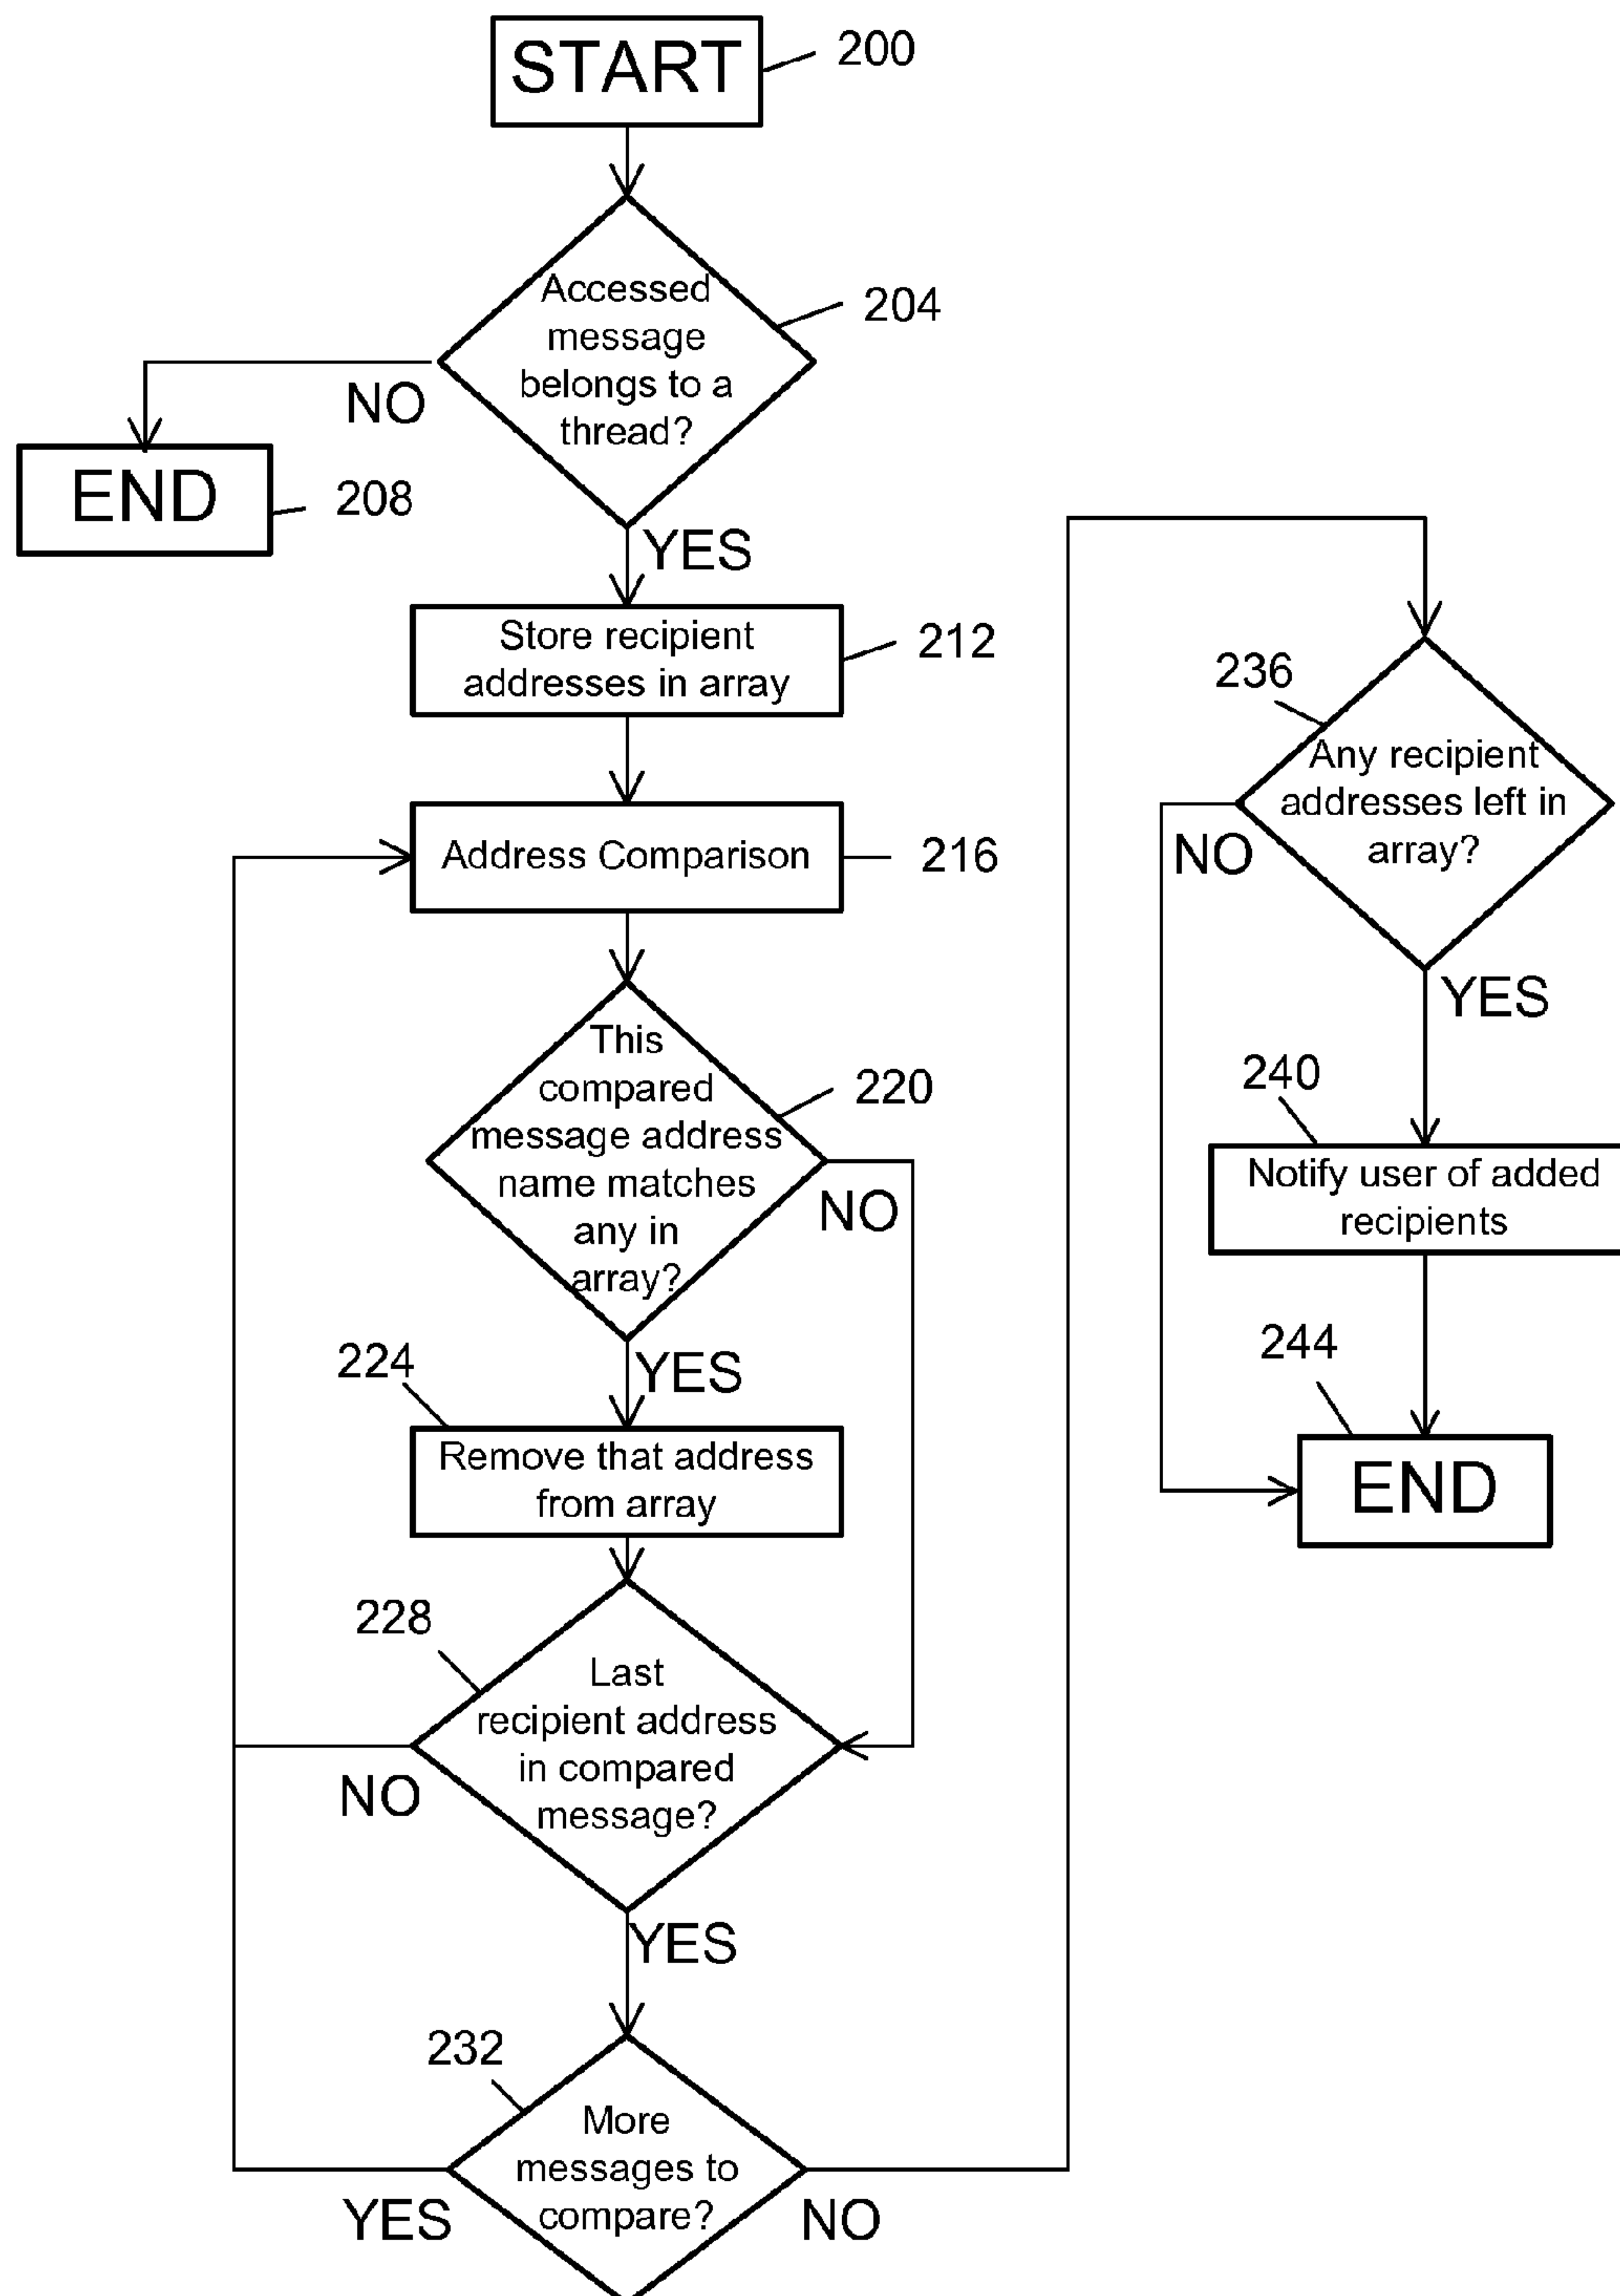 START
200
Accessed
message
belongs to a
thread?
204
NO
END
208
YES
Store recipient
addresses in array
212
Address Comparison
216
This
compared
message address
name matches
any in
array?
220
NO
YES
224
Remove that address
from array
228
Last
recipient address
in compared
message?
NO
YES
232
More
messages to
compare?
YES
NO
236
Any recipient
addresses left in
array?
NO
YES
240
Notify user of added
recipients
244
END